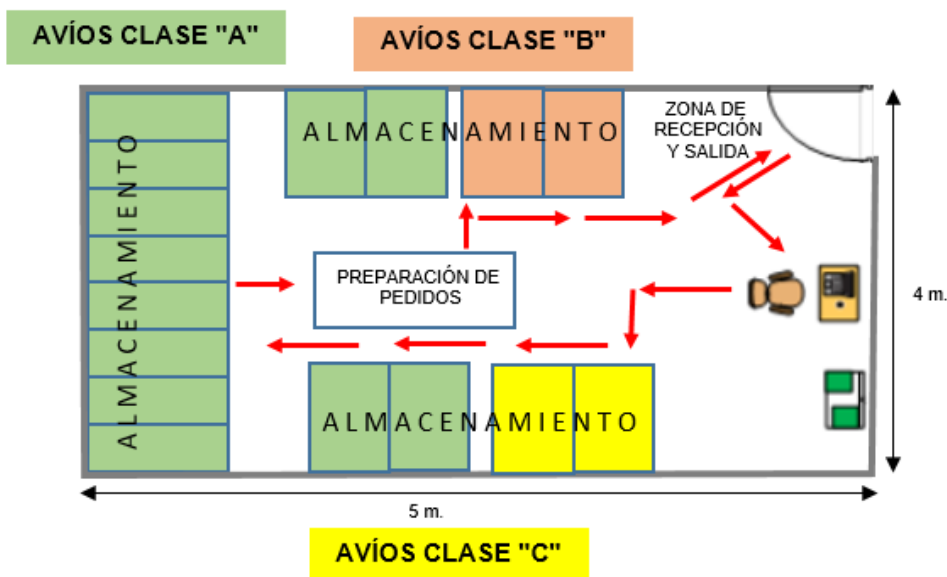 AVÍOS CLASE "A"
AVÍOS CLASE "B"
ALMACENAMIENTO
ZONA DE
RECEPCIÓN
Y SALIDA
ALMACENAMIENTO
PREPARACIÓN DE
PEDIDOS
4 m.
ALMACENAMIENTO
5 m.
AVÍOS CLASE "C"